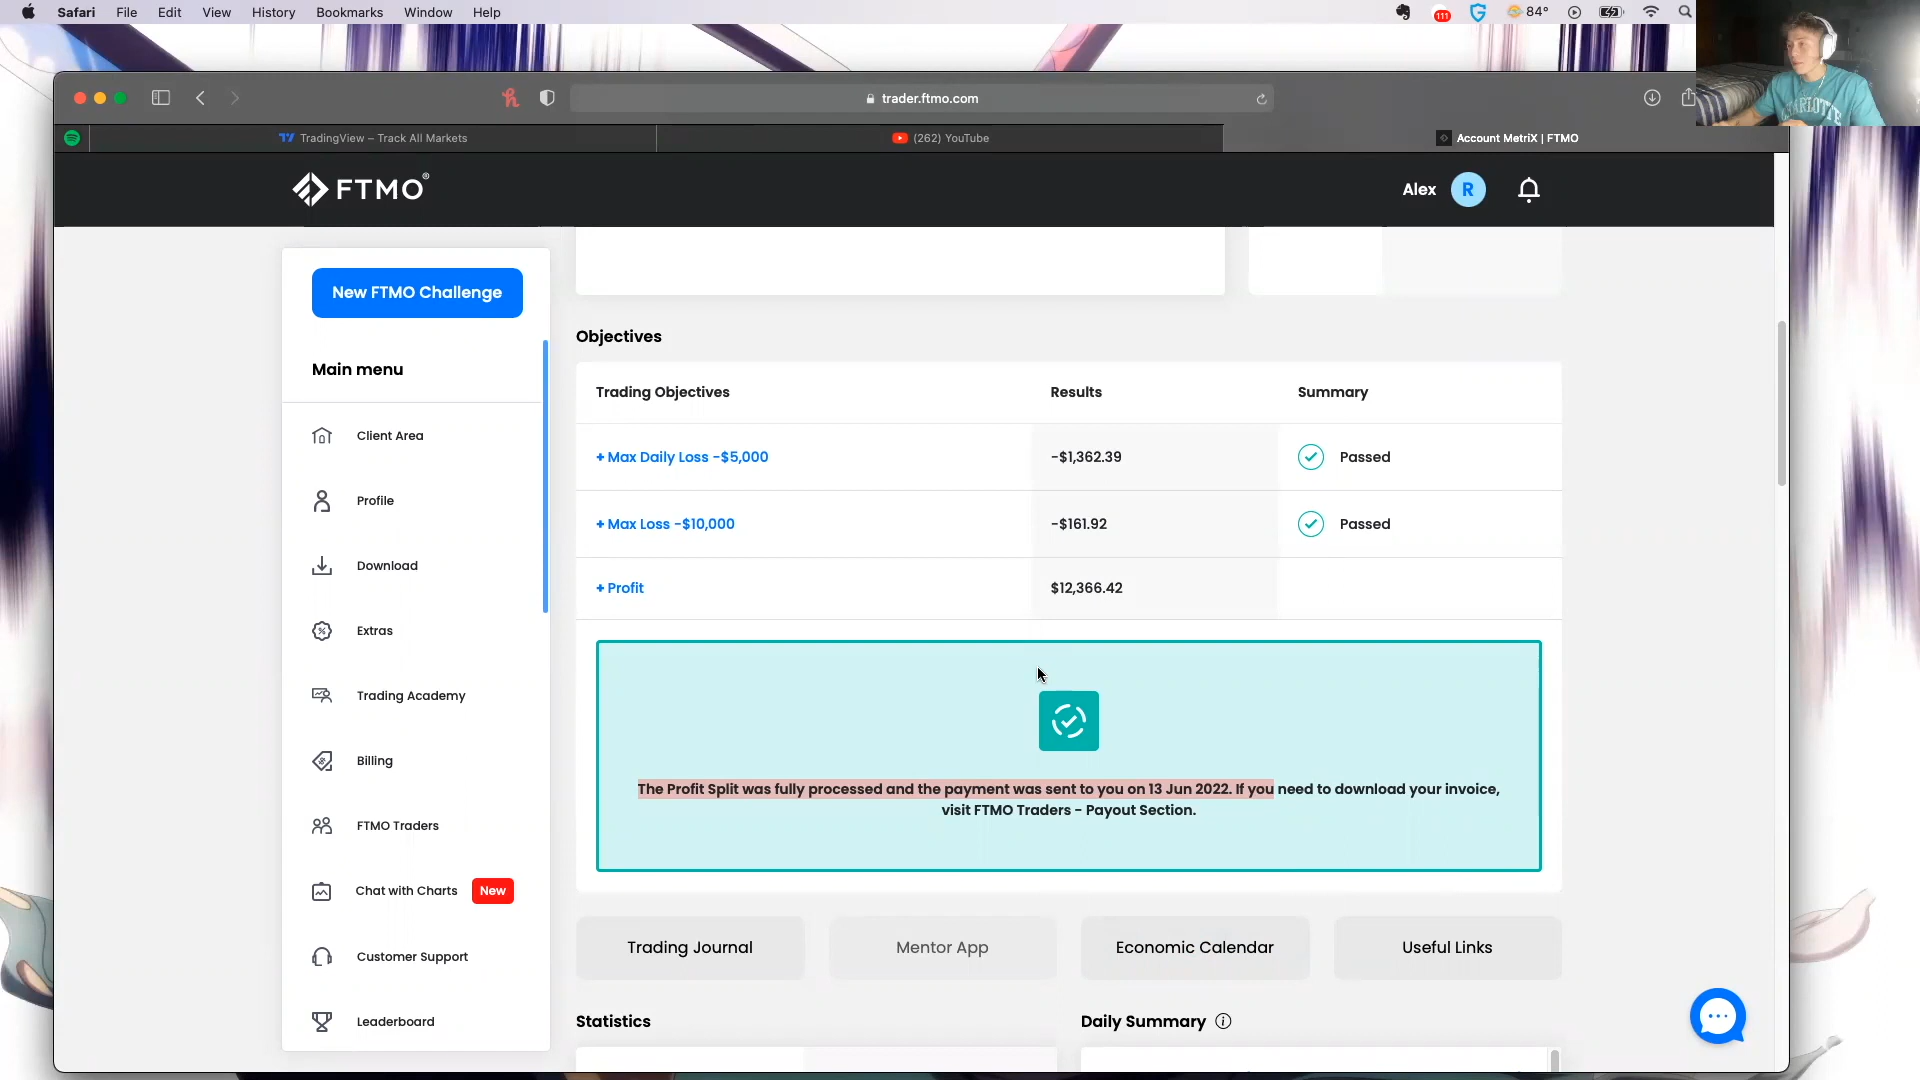 Safari File Edit View History Bookmarks Window Help
111
84°
trader.ftmo.com
TradingView – Track All Markets
(262) YouTube
Account MetriX | FTMO
FTMO®
Alex R
New FTMO Challenge
Main menu
Client Area
Profile
Download
Extras
Trading Academy
Billing
FTMO Traders
Chat with Charts New
Customer Support
Leaderboard
Objectives
Trading Objectives Results Summary
+ Max Daily Loss -$5,000 -$1,362.39 Passed
+ Max Loss -$10,000 -$161.92 Passed
+ Profit $12,366.42
The Profit Split was fully processed and the payment was sent to you on 13 Jun 2022. If you need to download your invoice,
visit FTMO Traders - Payout Section.
Trading Journal Mentor App Economic Calendar Useful Links
Statistics Daily Summary
CHARLOTTE